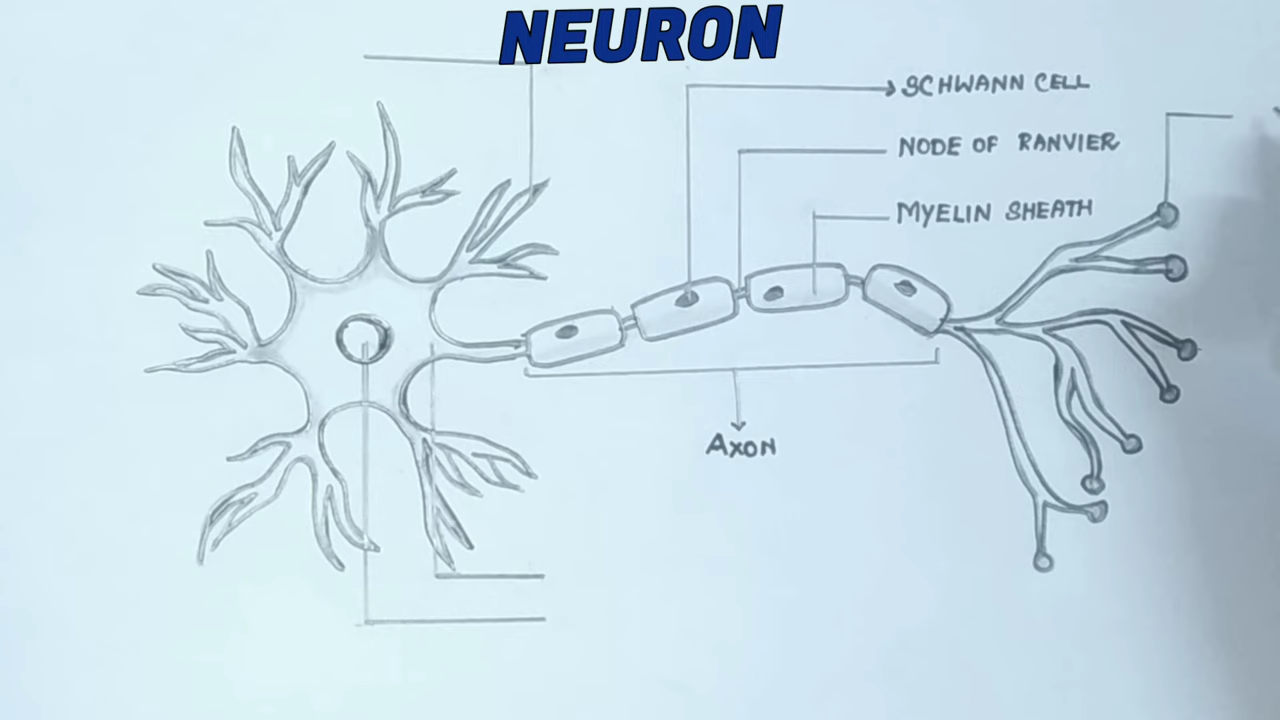 NEURON
SCHWANN CELL
NODE OF RANVIER
MYELIN SHEATH
AXON